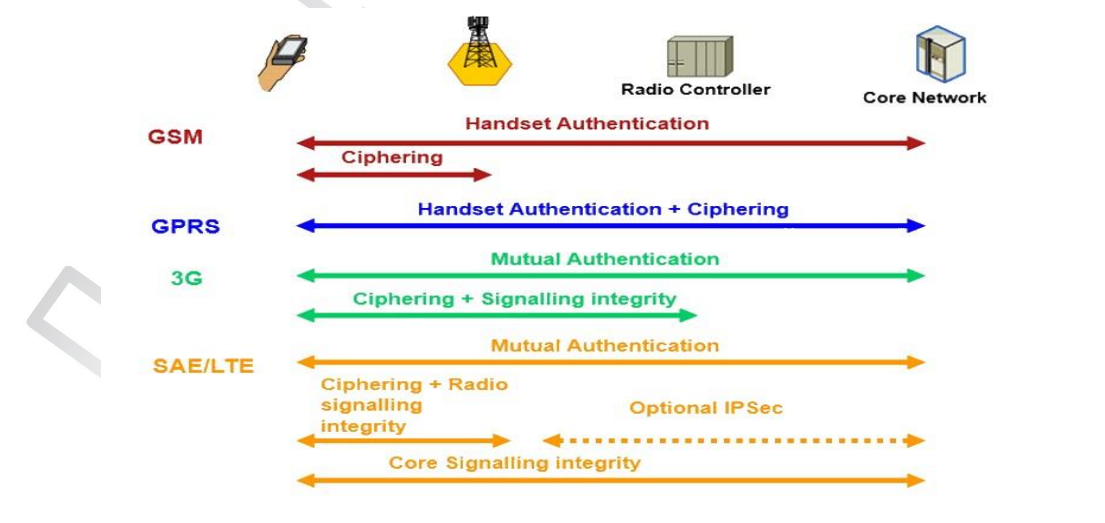 Radio Controller
Core Network
GSM
Handset Authentication
Ciphering
GPRS
Handset Authentication + Ciphering
3G
Mutual Authentication
Ciphering + Signalling integrity
SAE/LTE
Mutual Authentication
Ciphering + Radio
signalling
integrity
Optional IPSec
Core Signalling integrity